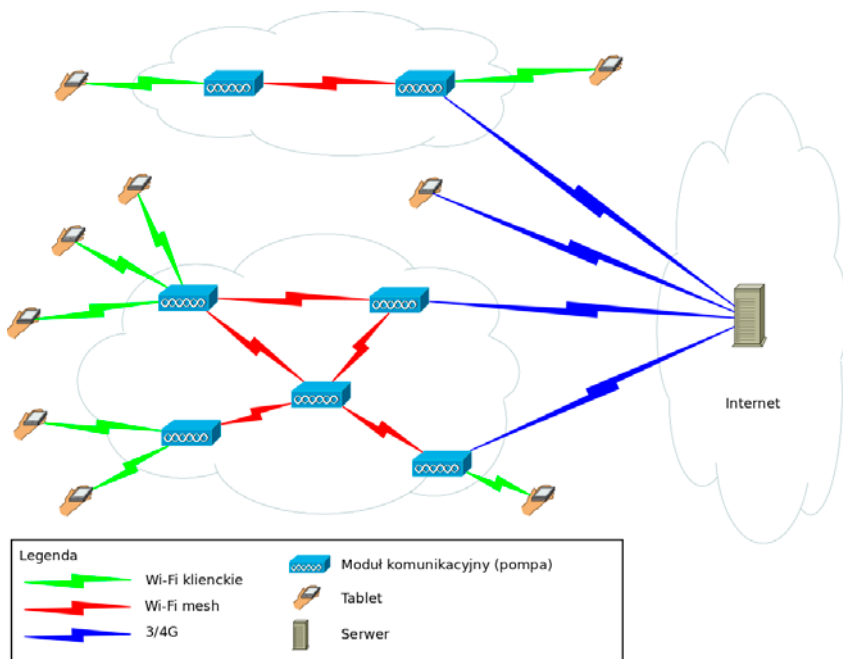 Internet
Legenda
Wi-Fi klienckie
Wi-Fi mesh
3/4G
Moduł komunikacyjny (pompa)
Tablet
Serwer